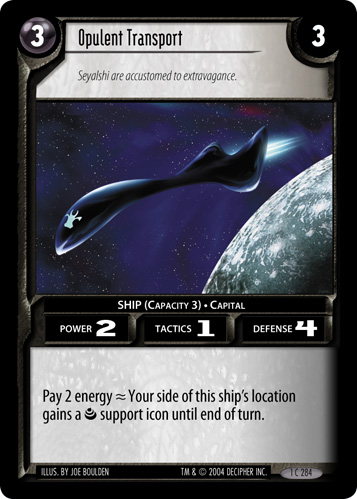 3 Opulent Transport 3
Seyalshi are accustomed to extravagance.
SHIP (CAPACITY 3) • CAPITAL
POWER 2 TACTICS 1 DEFENSE 4
Pay 2 energy ≈ Your side of this ship's location
gains a support icon until end of turn.
ILLUS. BY JOE BOULDEN TM & © 2004 DECIPHER INC. 1 C 284